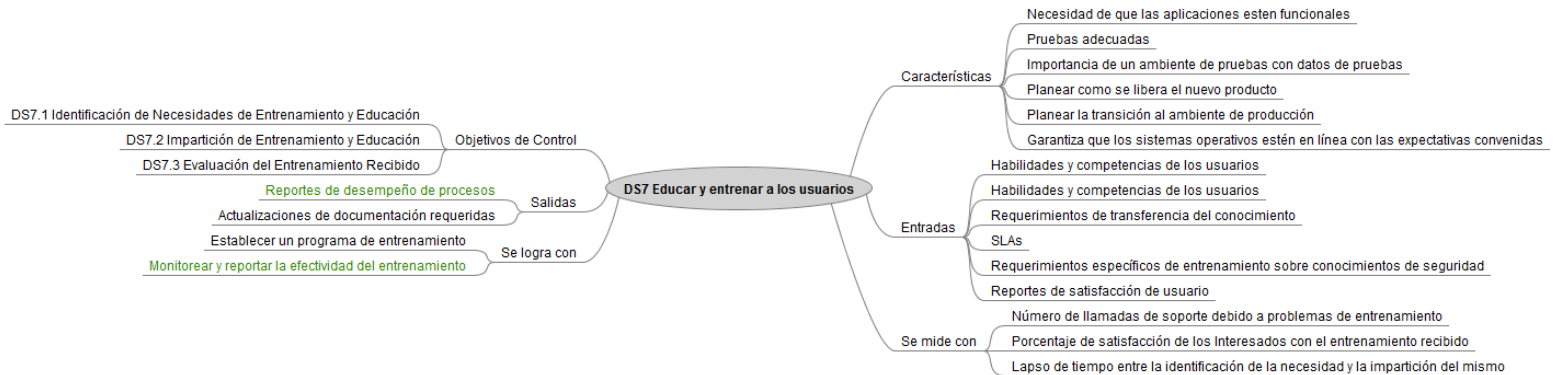 DS7 Educar y entrenar a los usuarios
Objetivos de Control
DS7.1 Identificación de Necesidades de Entrenamiento y Educación
DS7.2 Impartición de Entrenamiento y Educación
DS7.3 Evaluación del Entrenamiento Recibido
Salidas
Reportes de desempeño de procesos
Actualizaciones de documentación requeridas
Se logra con
Establecer un programa de entrenamiento
Monitorear y reportar la efectividad del entrenamiento
Características
Necesidad de que las aplicaciones esten funcionales
Pruebas adecuadas
Importancia de un ambiente de pruebas con datos de pruebas
Planear como se libera el nuevo producto
Planear la transición al ambiente de producción
Garantiza que los sistemas operativos estén en línea con las expectativas convenidas
Entradas
Habilidades y competencias de los usuarios
Habilidades y competencias de los usuarios
Requerimientos de transferencia del conocimiento
SLAs
Requerimientos específicos de entrenamiento sobre conocimientos de seguridad
Reportes de satisfacción de usuario
Se mide con
Número de llamadas de soporte debido a problemas de entrenamiento
Porcentaje de satisfacción de los Interesados con el entrenamiento recibido
Lapso de tiempo entre la identificación de la necesidad y la impartición del mismo